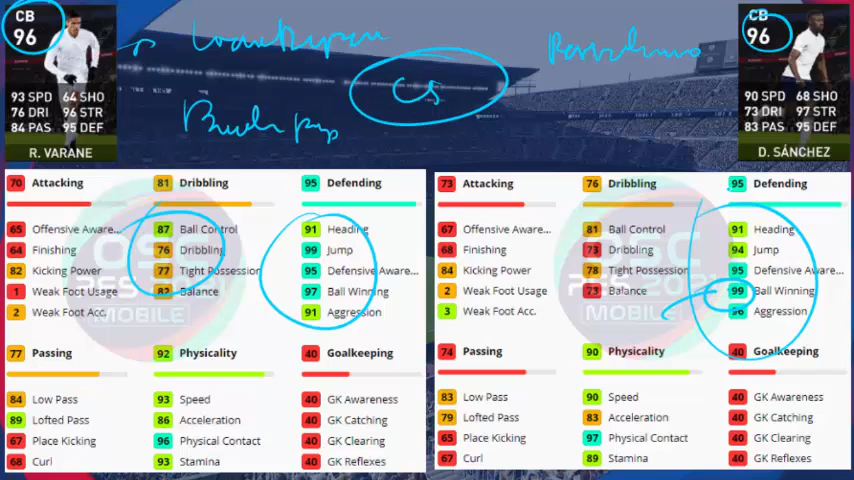 CB
96
93 SPD 64 SHO
76 DRI 96 STR
84 PAS 95 DEF
R. VARANE
CB
96
90 SPD 68 SHO
73 DRI 97 STR
83 PAS 95 DEF
D. SÁNCHEZ
70 Attacking
65 Offensive Aware...
64 Finishing
82 Kicking Power
1 Weak Foot Usage
2 Weak Foot Acc.
81 Dribbling
87 Ball Control
76 Dribbling
77 Tight Possession
82 Balance
95 Defending
91 Heading
99 Jump
95 Defensive Aware...
97 Ball Winning
91 Aggression
77 Passing
84 Low Pass
89 Lofted Pass
67 Place Kicking
68 Curl
92 Physicality
93 Speed
86 Acceleration
96 Physical Contact
93 Stamina
40 Goalkeeping
40 GK Awareness
40 GK Catching
40 GK Clearing
40 GK Reflexes
73 Attacking
67 Offensive Aware...
68 Finishing
84 Kicking Power
2 Weak Foot Usage
3 Weak Foot Acc.
76 Dribbling
81 Ball Control
73 Dribbling
78 Tight Possession
73 Balance
95 Defending
91 Heading
94 Jump
95 Defensive Aware...
99 Ball Winning
96 Aggression
74 Passing
83 Low Pass
79 Lofted Pass
65 Place Kicking
67 Curl
90 Physicality
90 Speed
83 Acceleration
97 Physical Contact
89 Stamina
40 Goalkeeping
40 GK Awareness
40 GK Catching
40 GK Clearing
40 GK Reflexes
MOBILE
PES 202
MOBILE